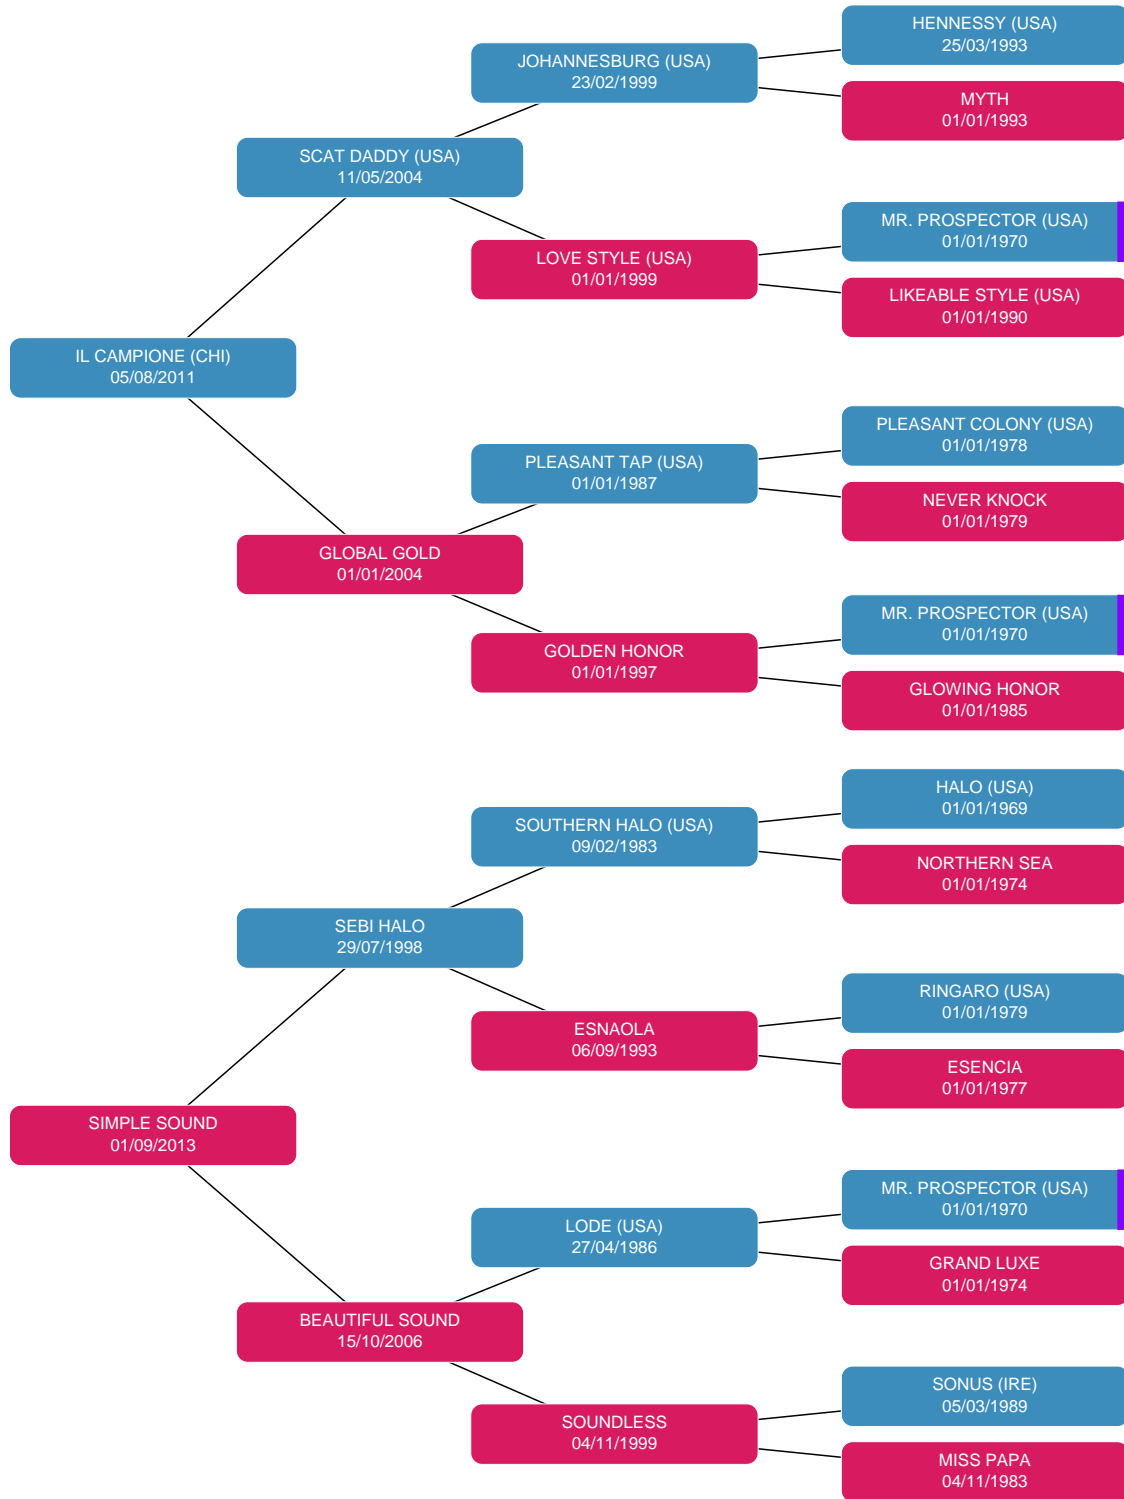 HENNESSY (USA)
25/03/1993
JOHANNESBURG (USA)
23/02/1999
MYTH
01/01/1993
SCAT DADDY (USA)
11/05/2004
MR. PROSPECTOR (USA)
01/01/1970
LOVE STYLE (USA)
01/01/1999
LIKEABLE STYLE (USA)
01/01/1990
IL CAMPIONE (CHI)
05/08/2011
PLEASANT COLONY (USA)
01/01/1978
PLEASANT TAP (USA)
01/01/1987
NEVER KNOCK
01/01/1979
GLOBAL GOLD
01/01/2004
MR. PROSPECTOR (USA)
01/01/1970
GOLDEN HONOR
01/01/1997
GLOWING HONOR
01/01/1985
HALO (USA)
01/01/1969
SOUTHERN HALO (USA)
09/02/1983
NORTHERN SEA
01/01/1974
SEBI HALO
29/07/1998
RINGARO (USA)
01/01/1979
ESNAOLA
06/09/1993
ESENCIA
01/01/1977
SIMPLE SOUND
01/09/2013
MR. PROSPECTOR (USA)
01/01/1970
LODE (USA)
27/04/1986
GRAND LUXE
01/01/1974
BEAUTIFUL SOUND
15/10/2006
SONUS (IRE)
05/03/1989
SOUNDLESS
04/11/1999
MISS PAPA
04/11/1983